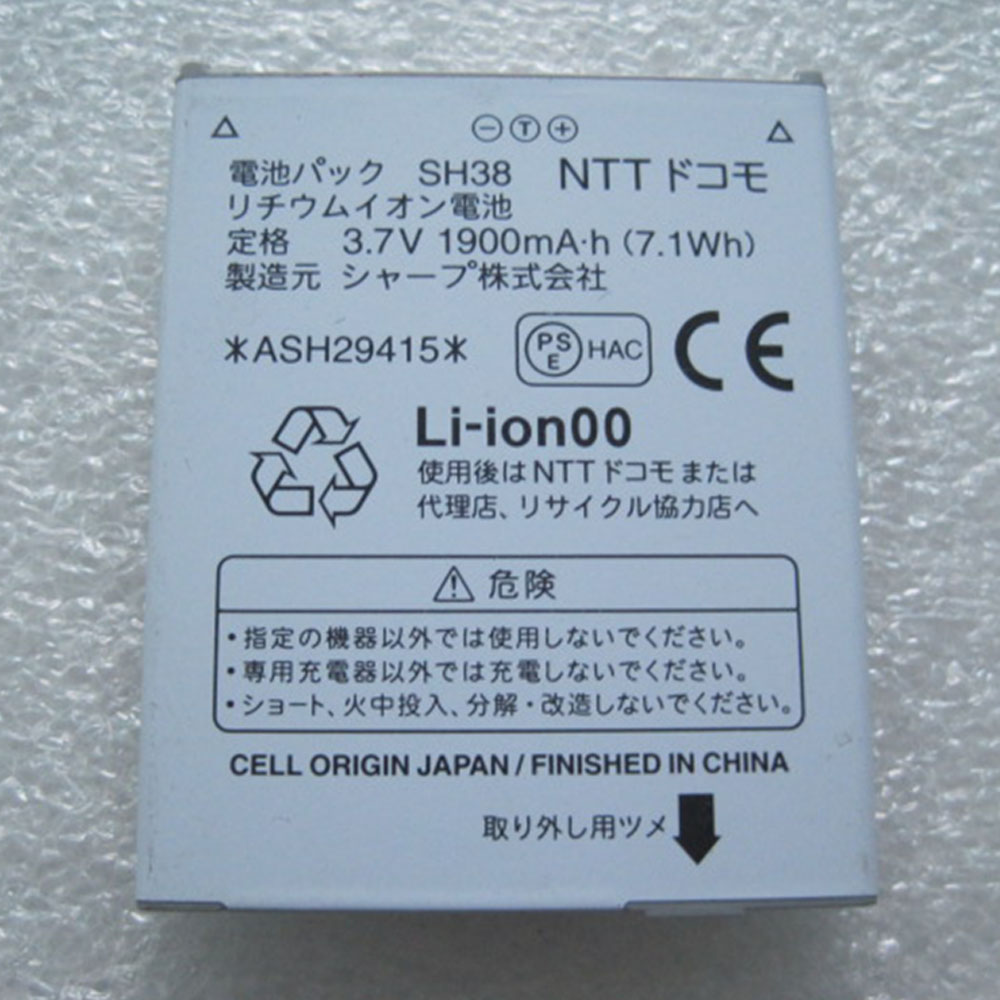 △ ⊖ Ⓣ ⊕ △
電池パック SH38 NTT ドコモ
リチウムイオン電池
定格 3.7V 1900mA·h (7.1Wh)
製造元 シャープ株式会社
*ASH29415* PSE HAC CE
Li-ion00
使用後はNTTドコモまたは
代理店、リサイクル協力店へ
⚠ 危険
・指定の機器以外では使用しないでください。
・専用充電器以外では充電しないでください。
・ショート、火中投入、分解・改造しないでください。
CELL ORIGIN JAPAN / FINISHED IN CHINA
取り外し用ツメ